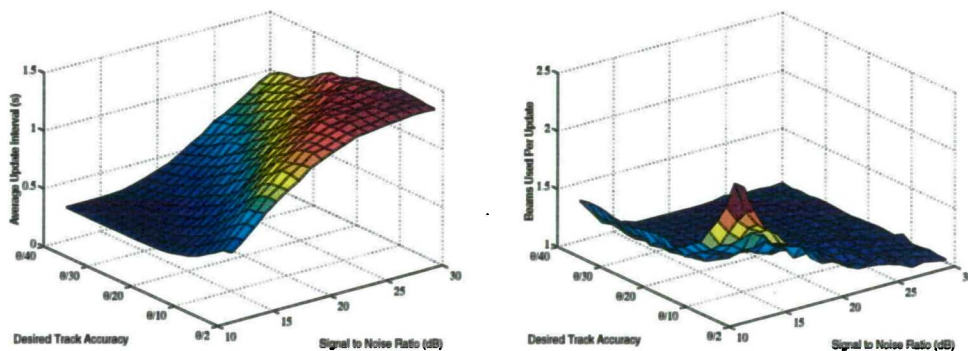 1.5
1
0.5
0
Average Update Interval (s)
θ/40
θ/30
θ/20
θ/10
θ/2
10
15
20
25
30
Desired Track Accuracy
Signal to Noise Ratio (dB)
2.5
2
1.5
1
Beams Used Per Update
θ/40
θ/30
θ/20
θ/10
θ/2
10
15
20
25
Desired Track Accuracy
Signal to Noise Ratio (dB)